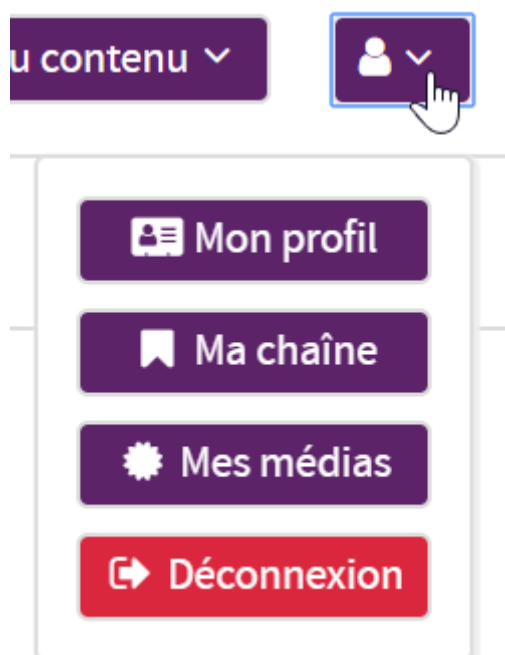 u contenu
Mon profil
Ma chaîne
Mes médias
Déconnexion